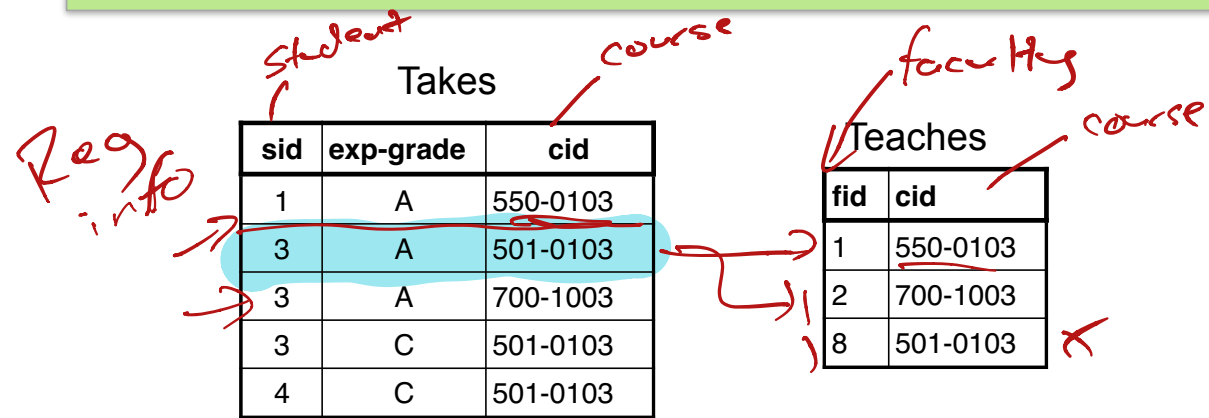 student
course
Takes
faculty
Teaches
course
Reg
info
sid exp-grade cid
1 A 550-0103
3 A 501-0103
3 A 700-1003
3 C 501-0103
4 C 501-0103
fid cid
1 550-0103
2 700-1003
8 501-0103